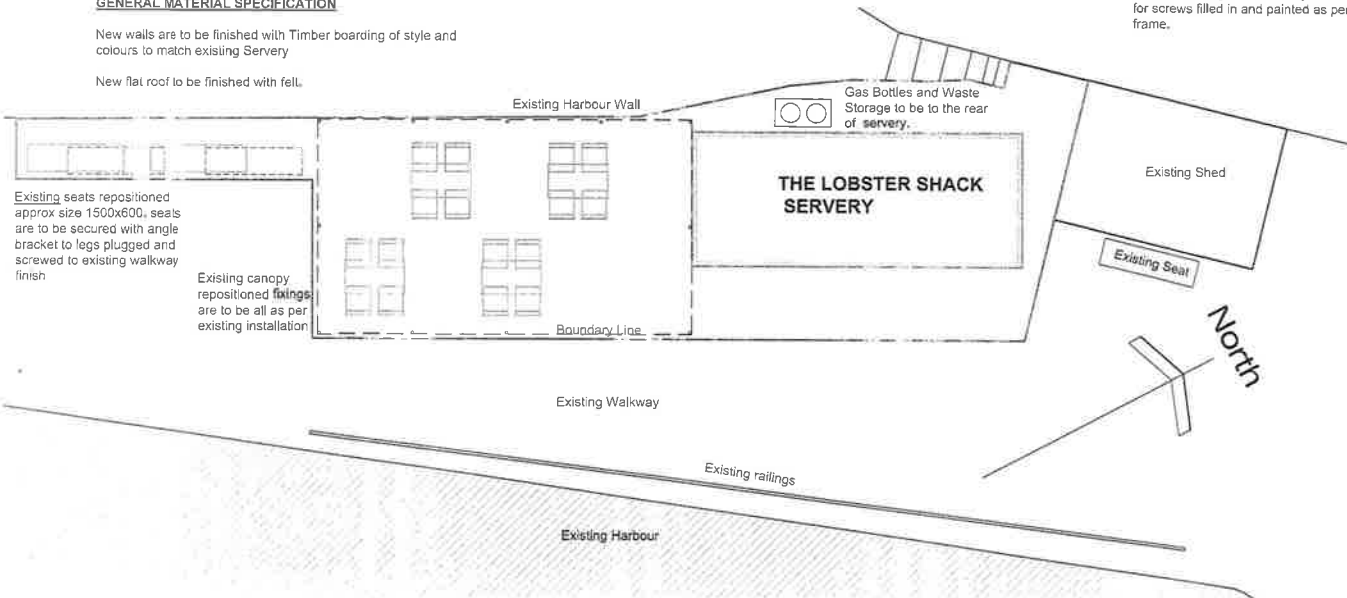 GENERAL MATERIAL SPECIFICATION
New walls are to be finished with Timber boarding of style and
colours to match existing Servery
New flat roof to be finished with felt.
for screws filled in and painted as per
frame.
Existing Harbour Wall
Gas Bottles and Waste
Storage to be to the rear
of servery.
THE LOBSTER SHACK
SERVERY
Existing Shed
Existing Seat
Existing seats repositioned
approx size 1500x600, seats
are to be secured with angle
bracket to legs plugged and
screwed to existing walkway
finish
Existing canopy
repositioned fixings
are to be all as per
existing installation
Boundary Line
North
Existing Walkway
Existing railings
Existing Harbour